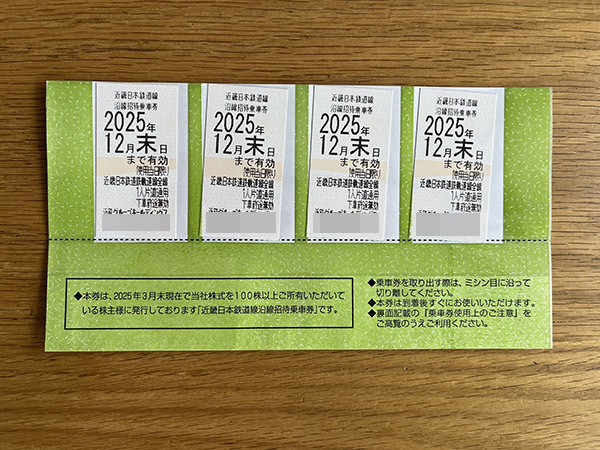 近畿日本鉄道線
沿線招待乗車券
2025年
12月末日
まで有効
(使用当日限り)
近畿日本鉄道鉄軌道線全線
1人片道通用
下車前途無効
近畿日本鉄道線
沿線招待乗車券
2025年
12月末日
まで有効
(使用当日限り)
近畿日本鉄道鉄軌道線全線
1人片道通用
下車前途無効
近畿日本鉄道線
沿線招待乗車券
2025年
12月末日
まで有効
(使用当日限り)
近畿日本鉄道鉄軌道線全線
1人片道通用
下車前途無効
近畿日本鉄道線
沿線招待乗車券
2025年
12月末日
まで有効
(使用当日限り)
近畿日本鉄道鉄軌道線全線
1人片道通用
下車前途無効
◆本券は、2025年3月末現在で当社株式を100株以上ご所有いただいて
いる株主様に発行しております「近畿日本鉄道線沿線招待乗車券」です。
◆乗車券を取り出す際は、ミシン目に沿って
切り離してください。
◆本券は到着後すぐにお使いいただけます。
◆裏面記載の『乗車券使用上のご注意』を
ご高覧のうえご利用ください。